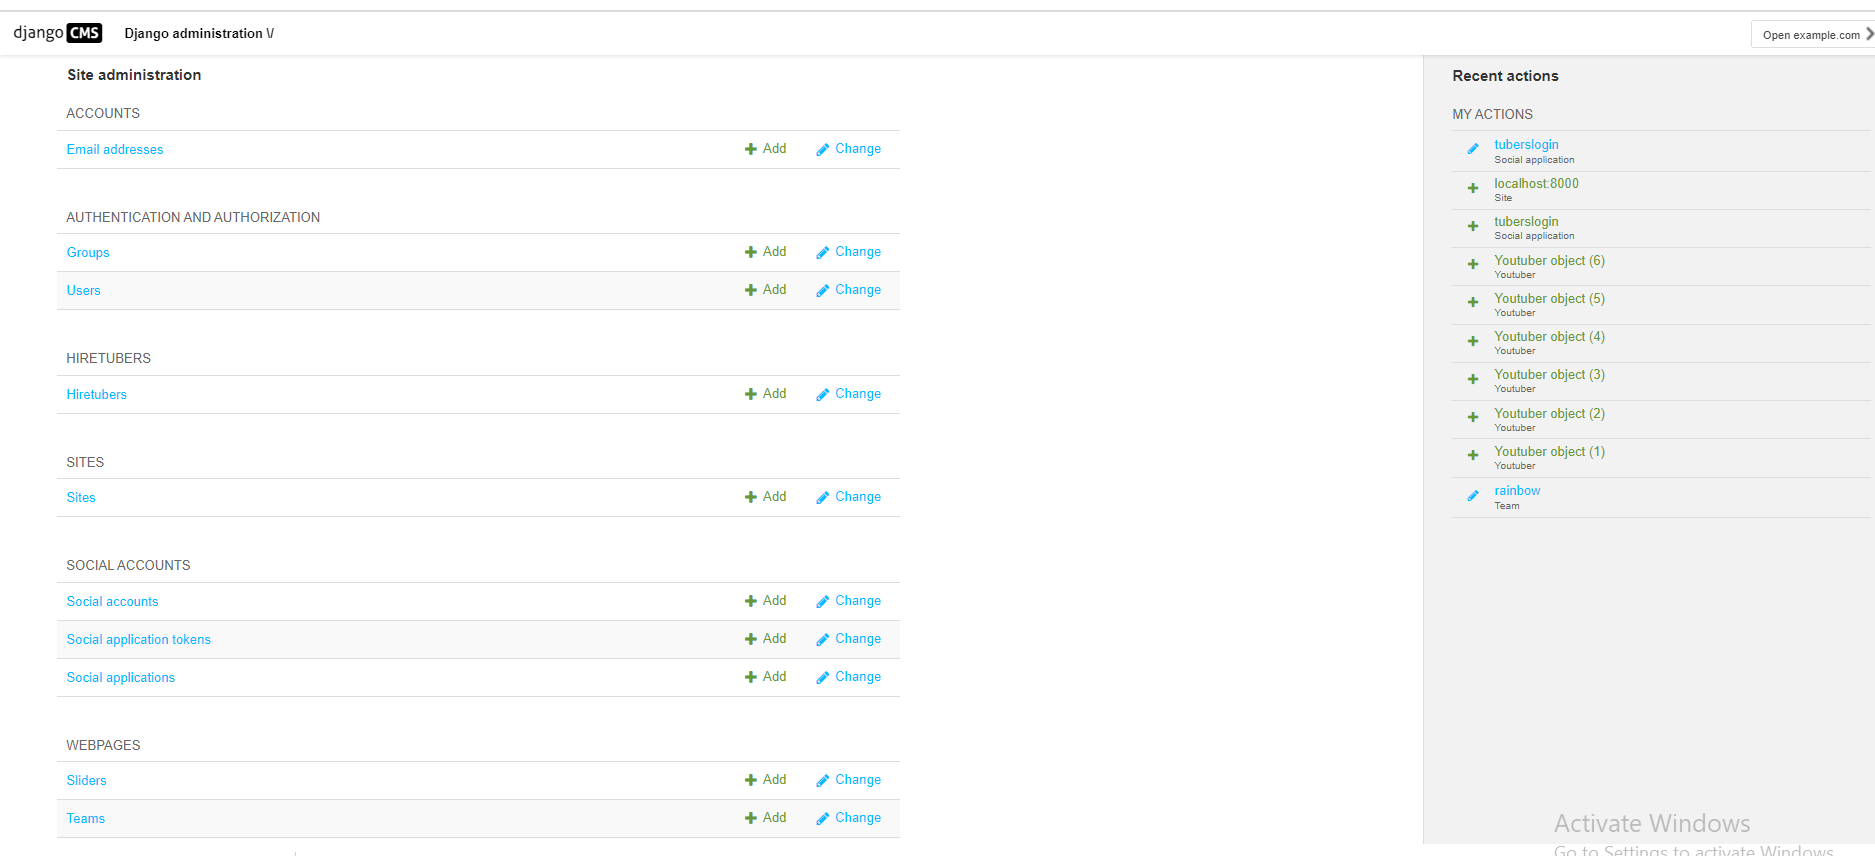 django CMS Django administration \/ Open example.com
Site administration
ACCOUNTS
Email addresses Add Change
AUTHENTICATION AND AUTHORIZATION
Groups Add Change
Users Add Change
HIRETUBERS
Hiretubers Add Change
SITES
Sites Add Change
SOCIAL ACCOUNTS
Social accounts Add Change
Social application tokens Add Change
Social applications Add Change
WEBPAGES
Sliders Add Change
Teams Add Change
Recent actions
MY ACTIONS
tuberslogin
Social application
localhost:8000
Site
tuberslogin
Social application
Youtuber object (6)
Youtuber
Youtuber object (5)
Youtuber
Youtuber object (4)
Youtuber
Youtuber object (3)
Youtuber
Youtuber object (2)
Youtuber
Youtuber object (1)
Youtuber
rainbow
Team
Activate Windows
Go to Settings to activate Windows.